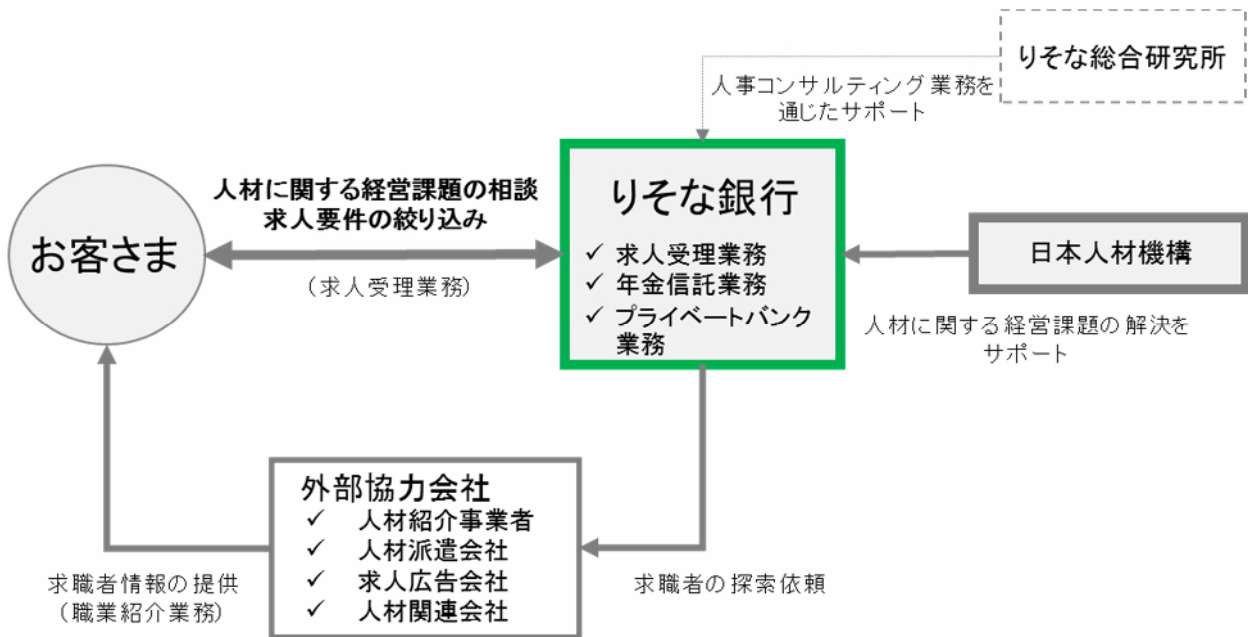 りそな総合研究所
人事コンサルティング業務を
通じたサポート
人材に関する経営課題の相談
求人要件の絞り込み
お客さま
(求人受理業務)
りそな銀行
✓ 求人受理業務
✓ 年金信託業務
✓ プライベートバンク
業務
日本人材機構
人材に関する経営課題の解決を
サポート
外部協力会社
✓ 人材紹介事業者
✓ 人材派遣会社
✓ 求人広告会社
✓ 人材関連会社
求職者情報の提供
(職業紹介業務)
求職者の探索依頼